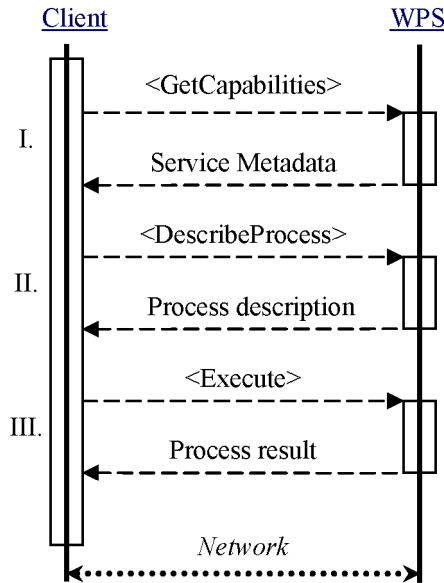 Client WPS
<GetCapabilities>
I.
Service Metadata
<DescribeProcess>
II.
Process description
<Execute>
III.
Process result
Network